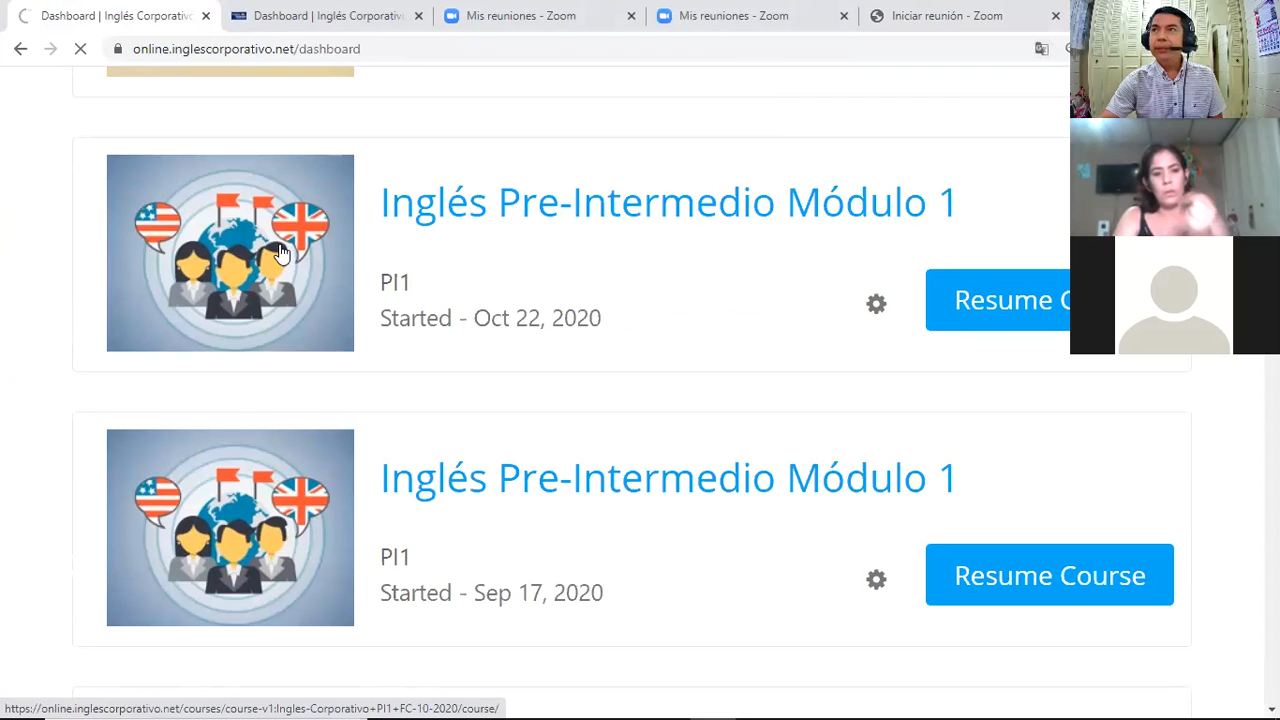 Dashboard | Inglés Corporativo
Dashboard | Inglés Corporativ
Mis reuniones - Zoom
Mis reuniones - Zoom
Iniciar reunión - Zoom
online.inglescorporativo.net/dashboard
Inglés Pre-Intermedio Módulo 1
PI1
Started - Oct 22, 2020
Resume C
Inglés Pre-Intermedio Módulo 1
PI1
Started - Sep 17, 2020
Resume Course
https://online.inglescorporativo.net/courses/course-v1:Ingles-Corporativo+PI1+FC-10-2020/course/